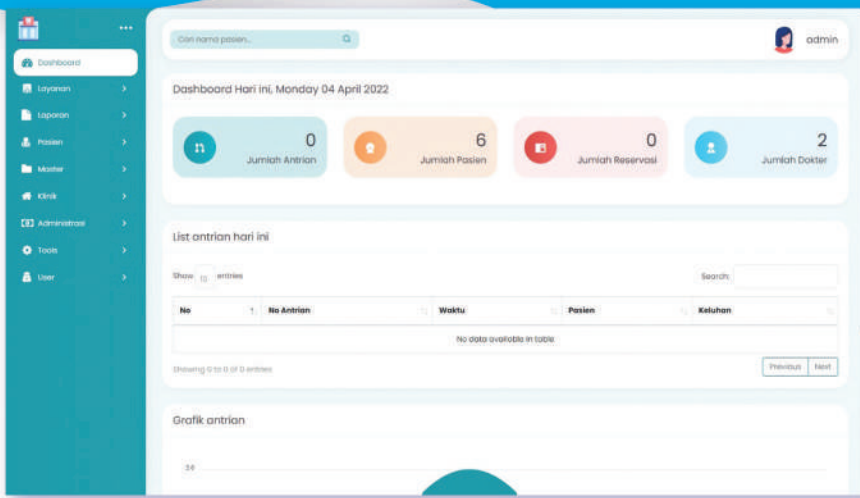 Cari nama pasien...
admin
Dashboard
Layanan
Laporan
Pasien
Master
Klinik
Administrasi
Tools
User
Dashboard Hari ini, Monday 04 April 2022
0
Jumlah Antrian
6
Jumlah Pasien
0
Jumlah Reservasi
2
Jumlah Dokter
List antrian hari ini
Show 10 entries
Search:
No No Antrian Waktu Pasien Keluhan
No data available in table
Showing 0 to 0 of 0 entries
Previous Next
Grafik antrian